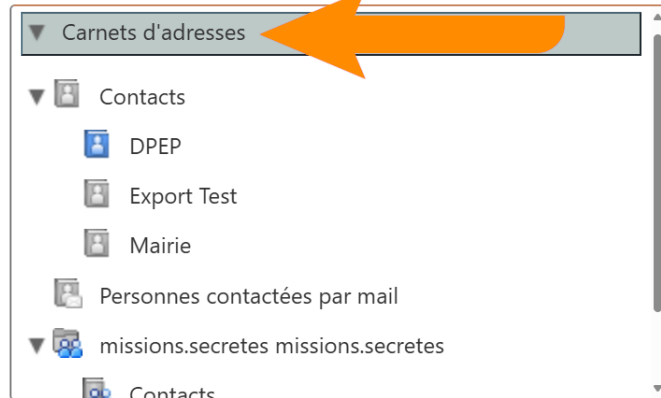 Carnets d'adresses
Contacts
DPEP
Export Test
Mairie
Personnes contactées par mail
missions.secretes missions.secretes
Contacts